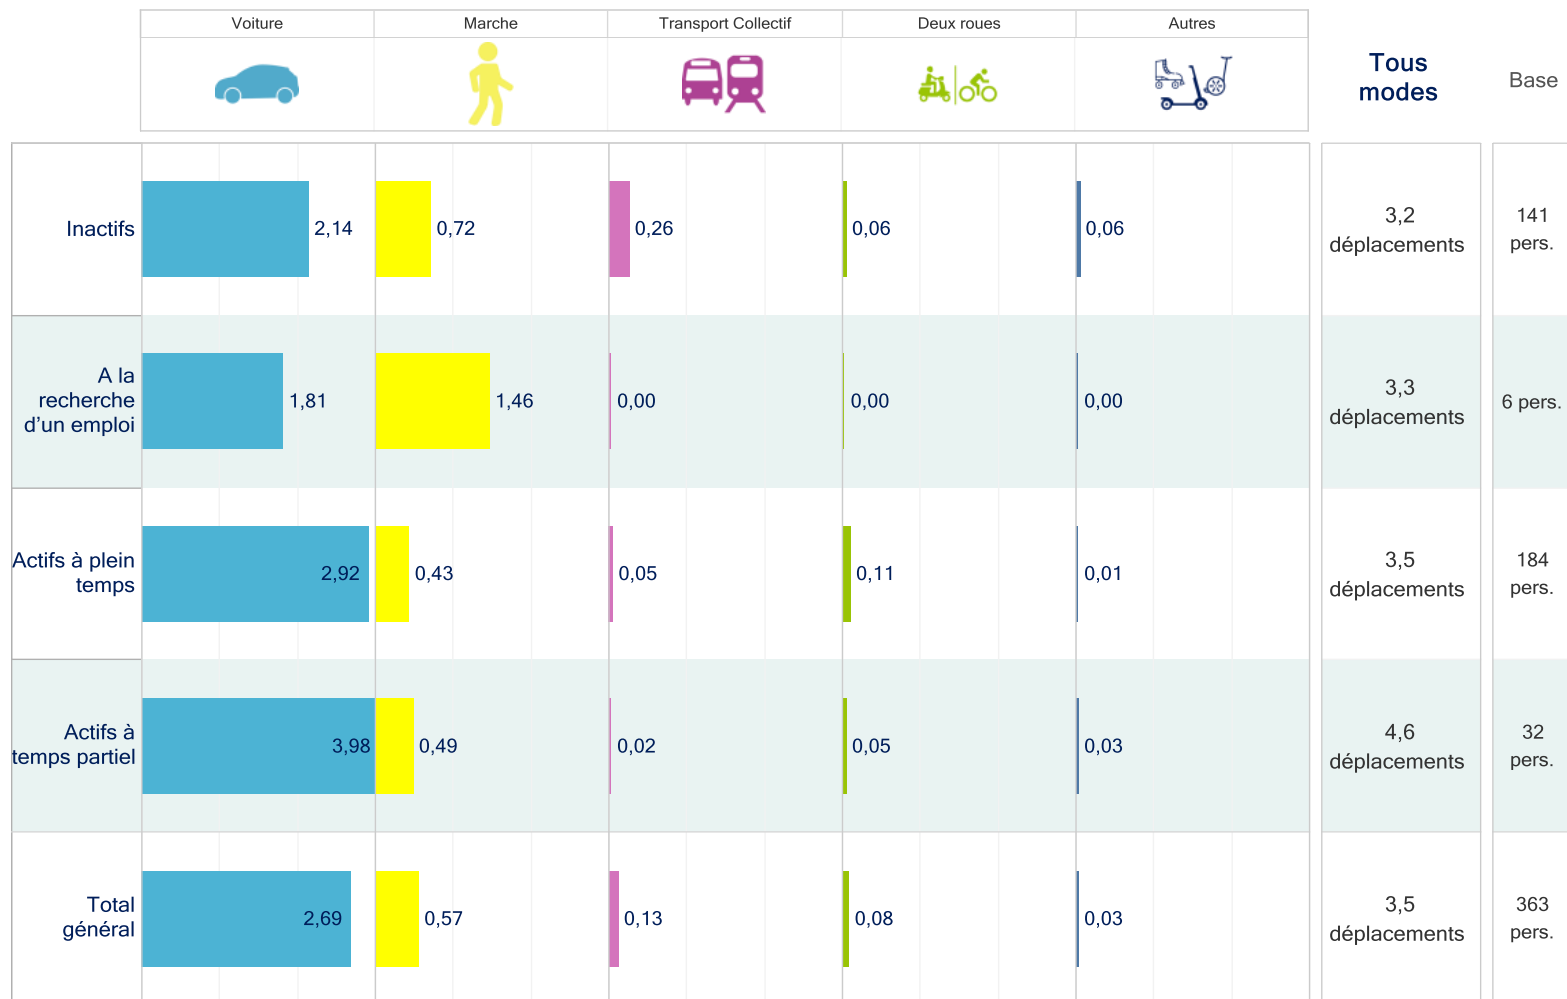 Voiture Marche Transport Collectif Deux roues Autres
Tous
modes
Base
Inactifs
2,14 0,72 0,26 0,06 0,06
3,2
déplacements
141
pers.
A la
recherche
d’un emploi
1,81 1,46 0,00 0,00 0,00
3,3
déplacements
6 pers.
Actifs à plein
temps
2,92 0,43 0,05 0,11 0,01
3,5
déplacements
184
pers.
Actifs à
temps partiel
3,98 0,49 0,02 0,05 0,03
4,6
déplacements
32
pers.
Total
général
2,69 0,57 0,13 0,08 0,03
3,5
déplacements
363
pers.